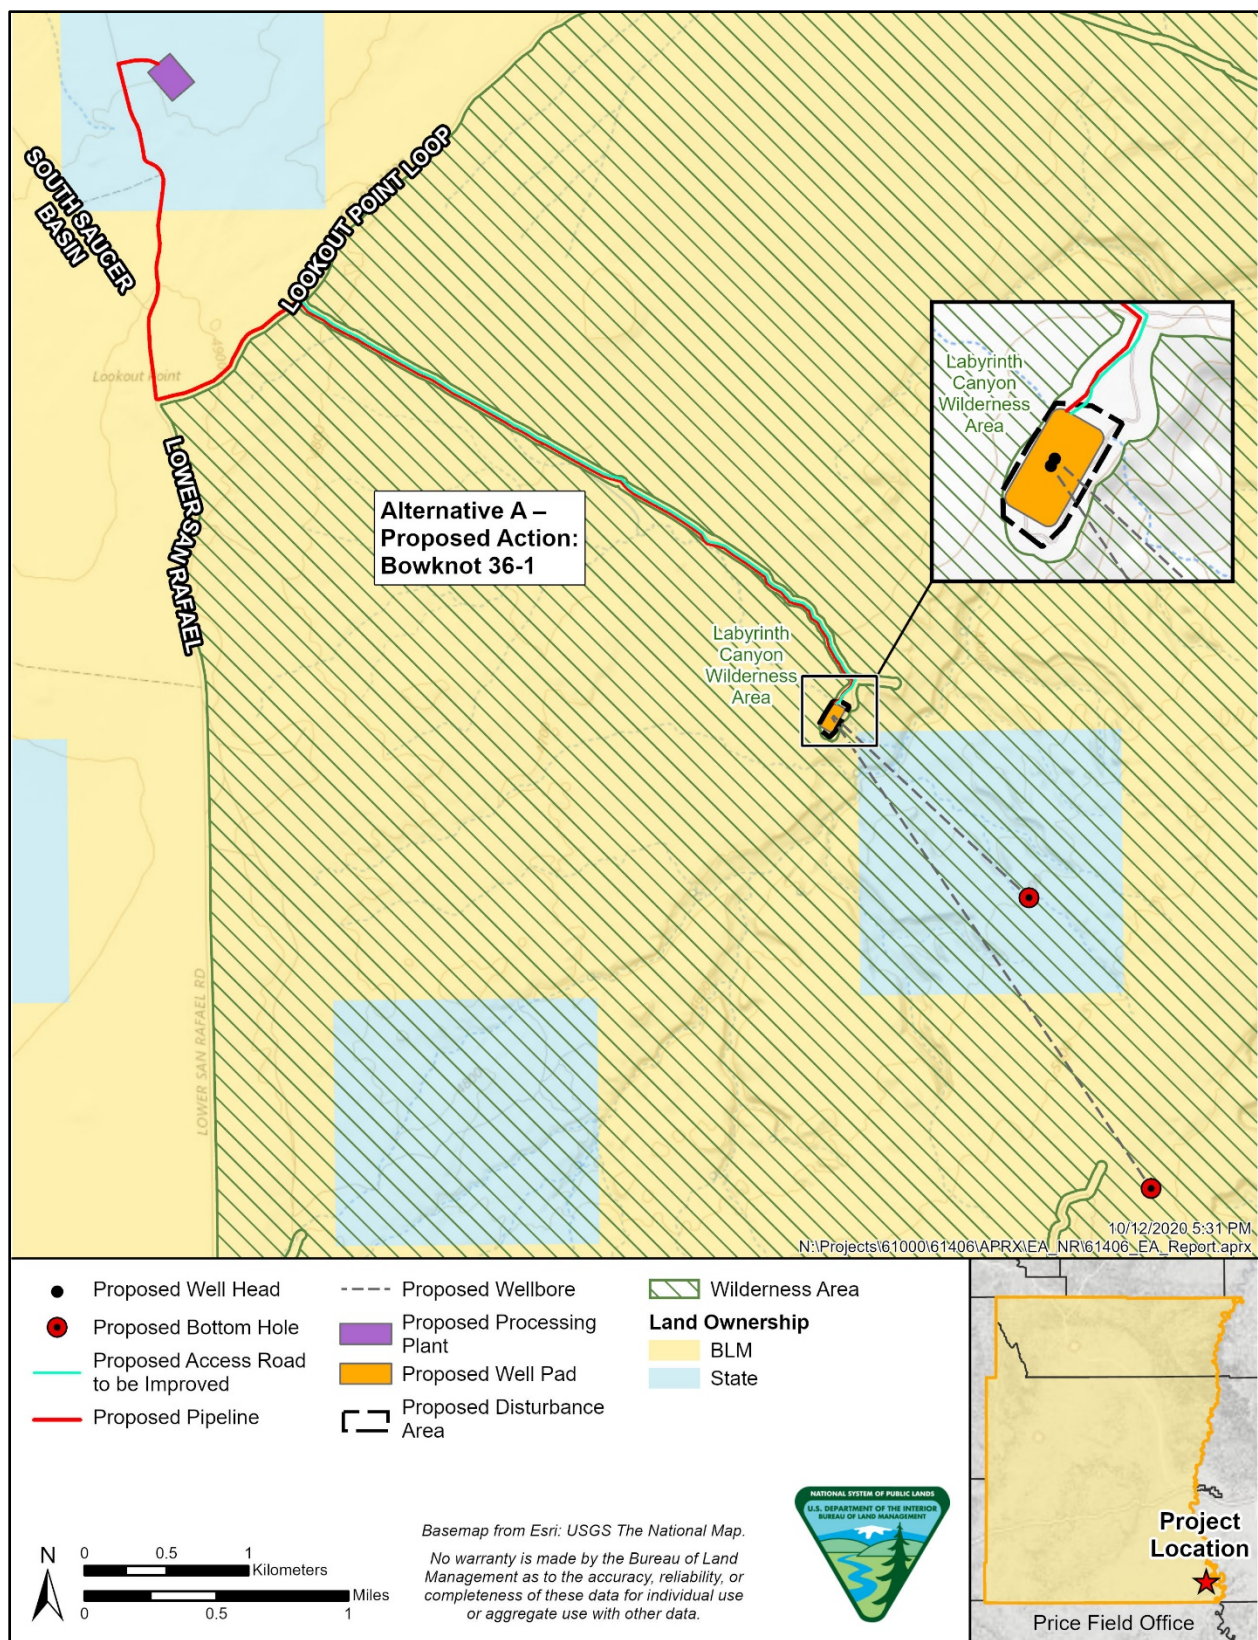 SOUTH SAUCER
BASIN
LOOKOUT POINT LOOP
Lookout Point
4900
LOWER SAN RAFAEL
Alternative A –
Proposed Action:
Bowknot 36-1
Labyrinth
Canyon
Wilderness
Area
Labyrinth
Canyon
Wilderness
Area
LOWER SAN RAFAEL RD
10/12/2020 5:31 PM
N:\Projects\61000\61406\APRX\EA_NR\61406_EA_Report.aprx
Proposed Well Head
Proposed Bottom Hole
Proposed Access Road
to be Improved
Proposed Pipeline
Proposed Wellbore
Proposed Processing
Plant
Proposed Well Pad
Proposed Disturbance
Area
Wilderness Area
Land Ownership
BLM
State
N
0 0.5 1
Kilometers
Miles
0 0.5 1
Basemap from Esri: USGS The National Map.
No warranty is made by the Bureau of Land
Management as to the accuracy, reliability, or
completeness of these data for individual use
or aggregate use with other data.
NATIONAL SYSTEM OF PUBLIC LANDS
U.S. DEPARTMENT OF THE INTERIOR
BUREAU OF LAND MANAGEMENT
Project
Location
Price Field Office